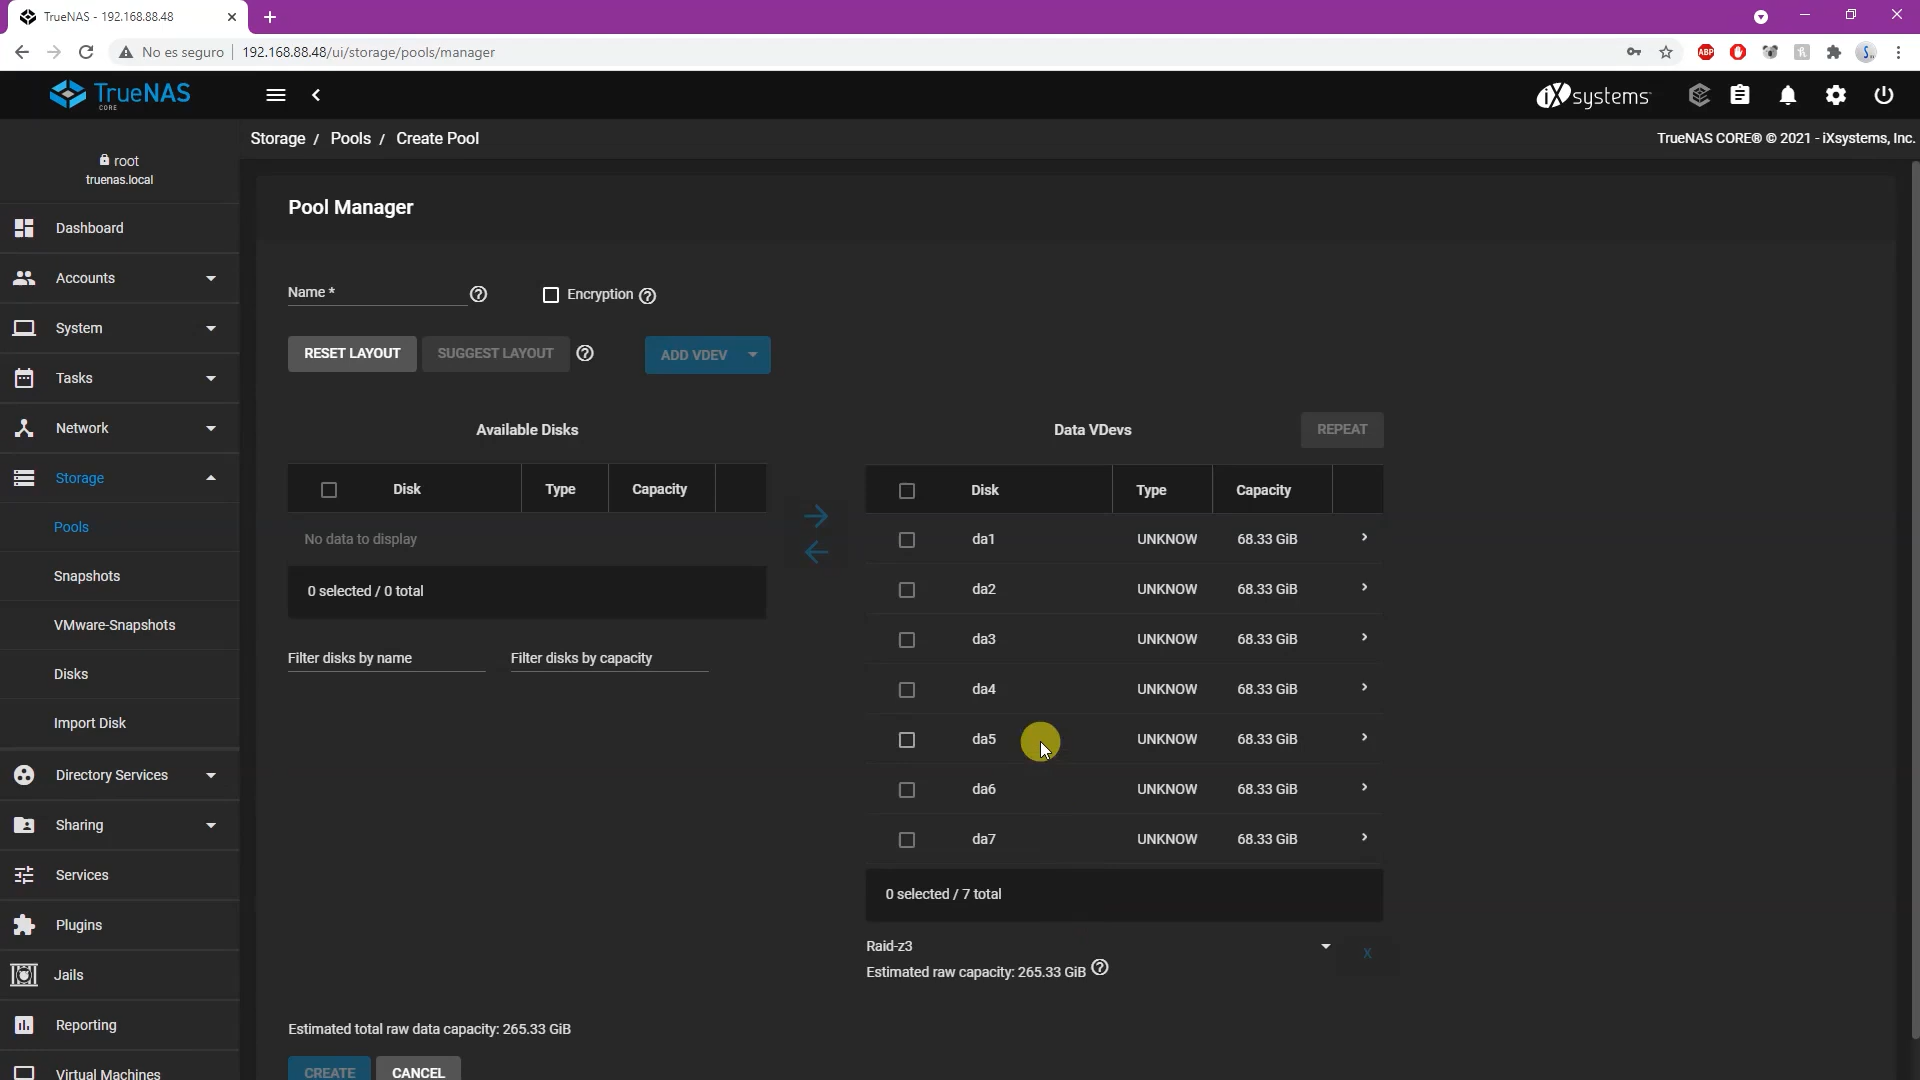 TrueNAS - 192.168.88.48
No es seguro 192.168.88.48/ui/storage/pools/manager
ABP
TrueNAS
CORE
iXsystems
Storage / Pools / Create Pool
TrueNAS CORE® © 2021 - iXsystems, Inc.
root
truenas.local
Dashboard
Accounts
System
Tasks
Network
Storage
Pools
Snapshots
VMware-Snapshots
Disks
Import Disk
Directory Services
Sharing
Services
Plugins
Jails
Reporting
Virtual Machines
Pool Manager
Name *
Encryption
RESET LAYOUT
SUGGEST LAYOUT
ADD VDEV
Available Disks
Disk Type Capacity
No data to display
0 selected / 0 total
Filter disks by name
Filter disks by capacity
Data VDevs
REPEAT
Disk Type Capacity
da1 UNKNOW 68.33 GiB
da2 UNKNOW 68.33 GiB
da3 UNKNOW 68.33 GiB
da4 UNKNOW 68.33 GiB
da5 UNKNOW 68.33 GiB
da6 UNKNOW 68.33 GiB
da7 UNKNOW 68.33 GiB
0 selected / 7 total
Raid-z3
X
Estimated raw capacity: 265.33 GiB
Estimated total raw data capacity: 265.33 GiB
CREATE
CANCEL